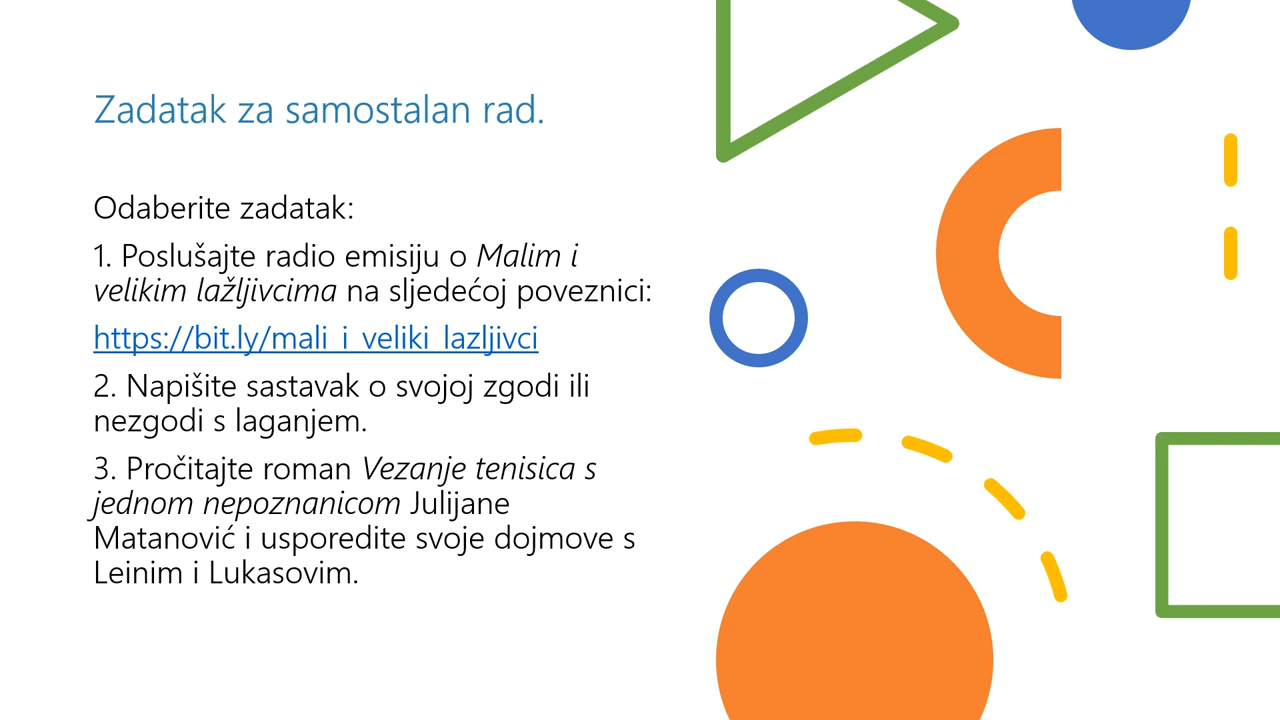 Zadatak za samostalan rad.
Odaberite zadatak:
1. Poslušajte radio emisiju o Malim i
velikim lažljivcima na sljedećoj poveznici:
https://bit.ly/mali_i_veliki_lazljivci
2. Napišite sastavak o svojoj zgodi ili
nezgodi s laganjem.
3. Pročitajte roman Vezanje tenisica s
jednom nepoznanicom Julijane
Matanović i usporedite svoje dojmove s
Leinim i Lukasovim.